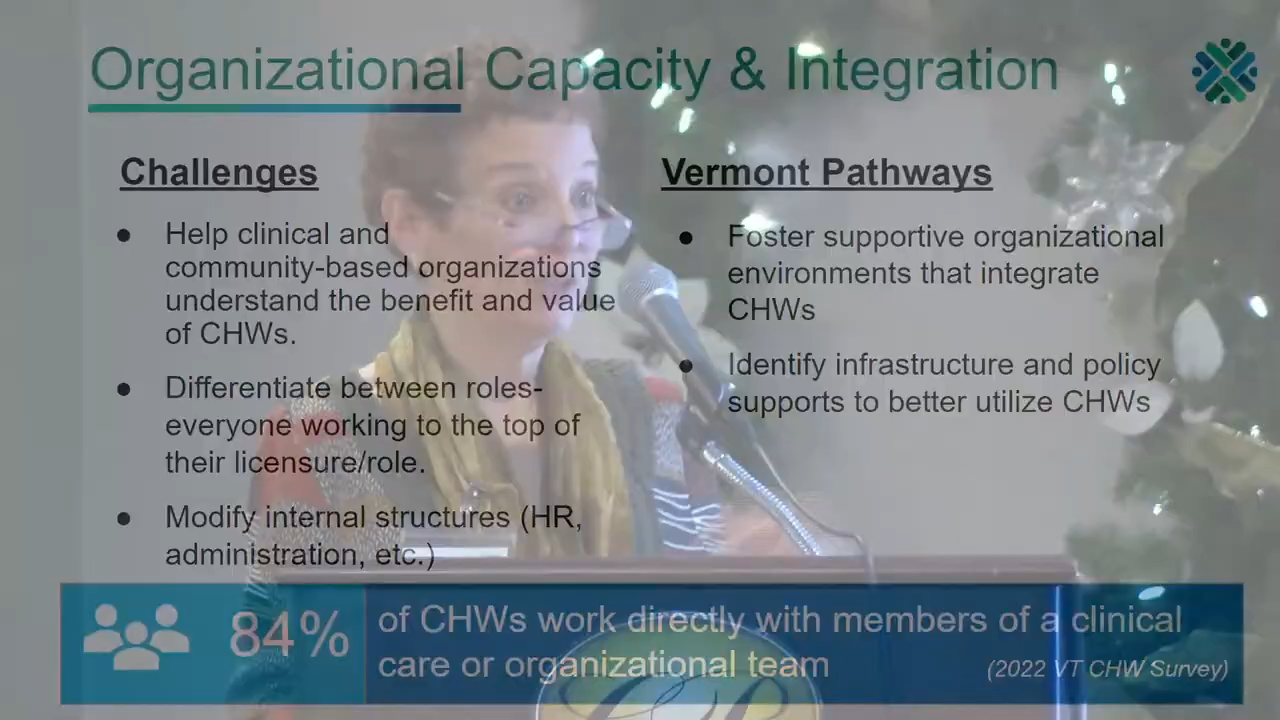 Organizational Capacity & Integration
Challenges
● Help clinical and
community-based organizations
understand the benefit and value
of CHWs.
● Differentiate between roles-
everyone working to the top of
their licensure/role.
● Modify internal structures (HR,
administration, etc.)
Vermont Pathways
● Foster supportive organizational
environments that integrate
CHWs
● Identify infrastructure and policy
supports to better utilize CHWs
84%
of CHWs work directly with members of a clinical
care or organizational team
(2022 VT CHW Survey)